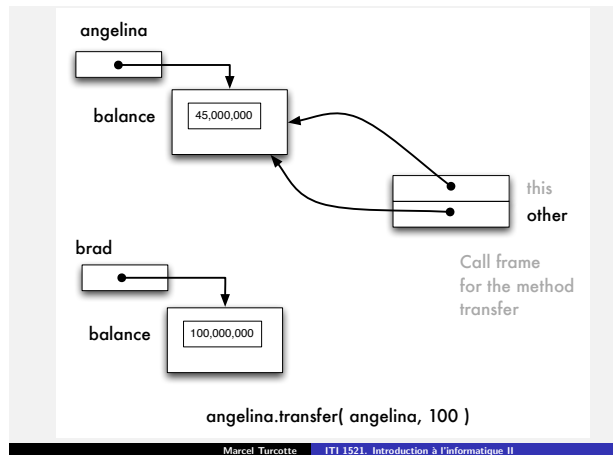 angelina
balance
45,000,000
this
other
brad
Call frame
for the method
transfer
balance
100,000,000
angelina.transfer( angelina, 100 )
Marcel Turcotte ITI 1521. Introduction à l'informatique II